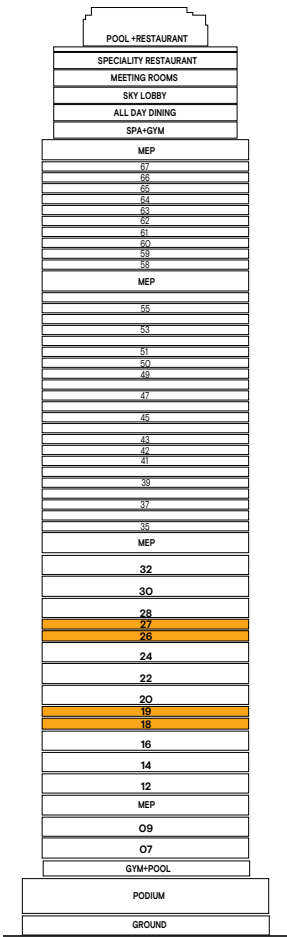 POOL +RESTAURANT
SPECIALITY RESTAURANT
MEETING ROOMS
SKY LOBBY
ALL DAY DINING
SPA+GYM
MEP
67
66
65
64
63
62
61
60
59
58
MEP
55
53
51
50
49
47
45
43
42
41
39
37
35
MEP
32
30
28
27
26
24
22
20
19
18
16
14
12
MEP
09
07
GYM+POOL
PODIUM
GROUND